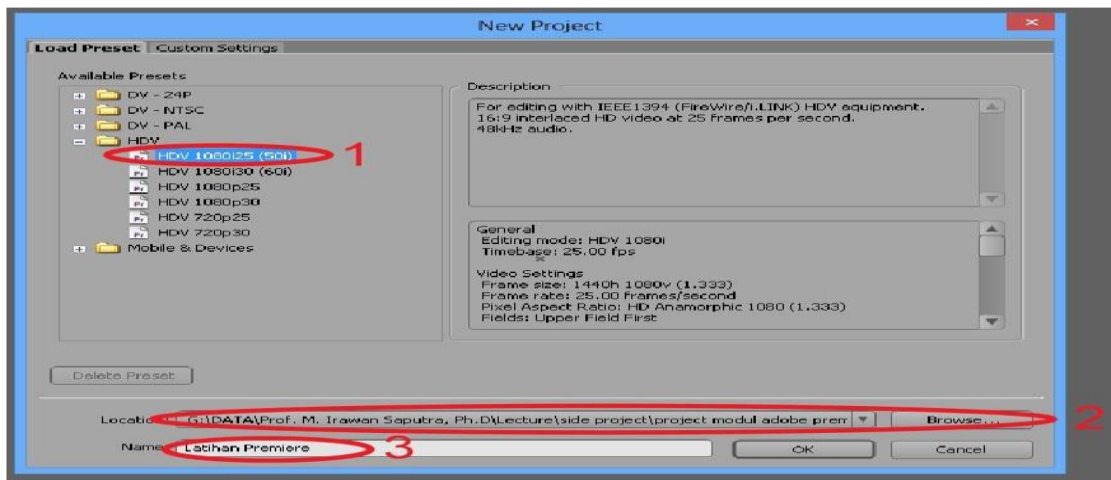 New Project
Load Preset Custom Settings
Available Presets
DV - 24P
DV - NTSC
DV - PAL
HDV
HDV 1080i25 (50i)
1
HDV 1080i30 (60i)
HDV 1080p25
HDV 1080p30
HDV 720p25
HDV 720p30
Mobile & Devices
Description
For editing with IEEE1394 (FireWire/i.LINK) HDV equipment.
16:9 interlaced HD video at 25 frames per second.
48kHz audio.
General
Editing mode: HDV 1080i
Timebase: 25.00 fps
Video Settings
Frame size: 1440h 1080v (1.333)
Frame rate: 25.00 frames/second
Pixel Aspect Ratio: HD Anamorphic 1080 (1.333)
Fields: Upper Field First
Delete Preset
Location: G:\DATA\Prof. M. Irawan Saputra, Ph.D\Lecture\side project\project modul adobe prem Browse... 2
Name: Latihan Premiere 3 OK Cancel